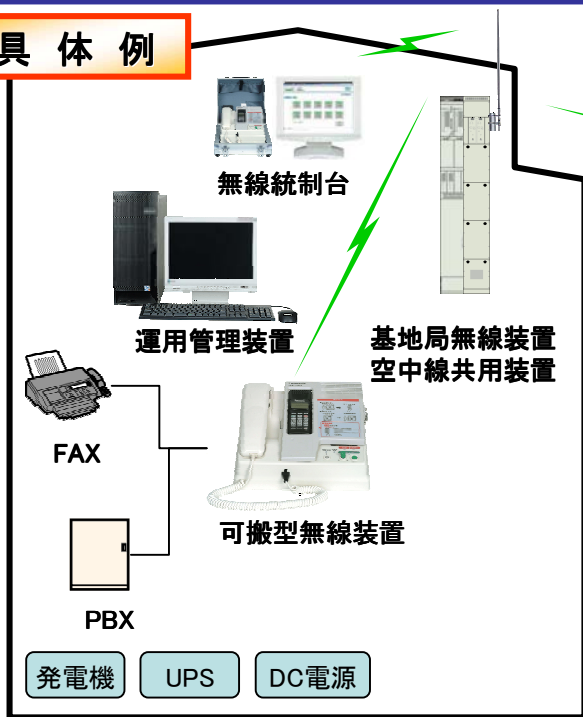 具体例
無線統制台
運用管理装置
基地局無線装置
空中線共用装置
FAX
可搬型無線装置
PBX
発電機
UPS
DC電源